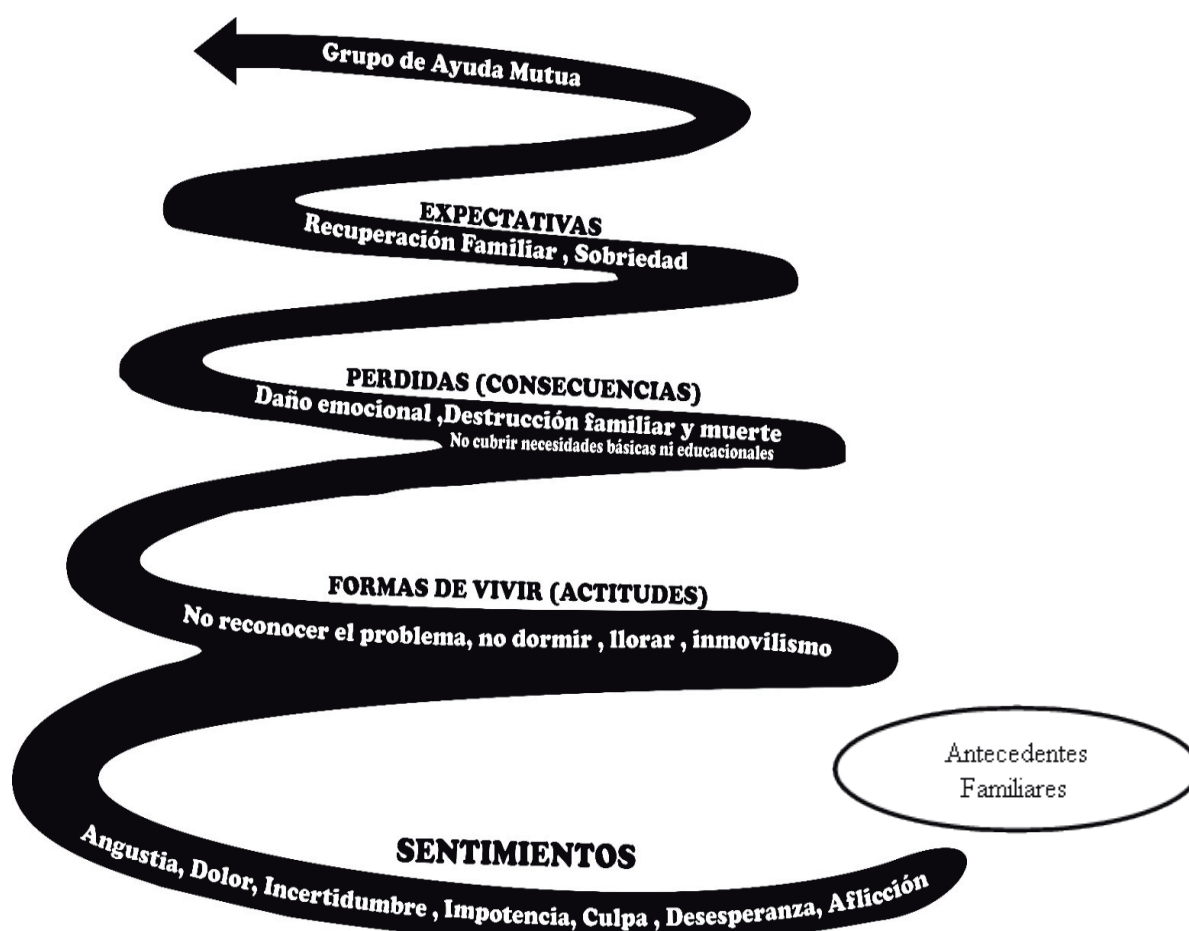 Grupo de Ayuda Mutua
EXPECTATIVAS
Recuperación Familiar , Sobriedad
PERDIDAS (CONSECUENCIAS)
Daño emocional ,Destrucción familiar y muerte
No cubrir necesidades básicas ni educacionales
FORMAS DE VIVIR (ACTITUDES)
No reconocer el problema, no dormir , llorar , inmovilismo
Antecedentes
Familiares
SENTIMIENTOS
Angustia, Dolor, Incertidumbre , Impotencia, Culpa , Desesperanza, Aflicción